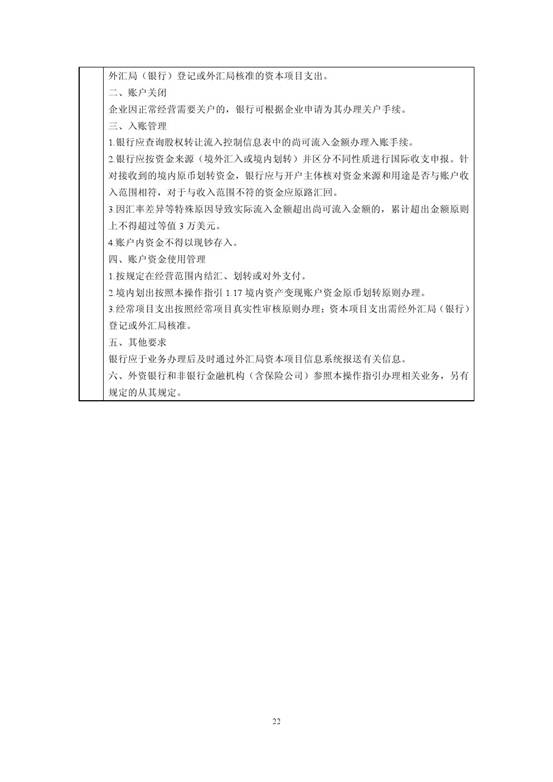 外汇局（银行）登记或外汇局核准的资本项目支出。
二、账户关闭
企业因正常经营需要关户的，银行可根据企业申请为其办理关户手续。
三、入账管理
1.银行应查询股权转让流入控制信息表中的尚可流入金额办理入账手续。
2.银行应按资金来源（境外汇入或境内划转）并区分不同性质进行国际收支申报。针
对接收到的境内原币划转资金，银行应与开户主体核对资金来源和用途是否与账户收
入范围相符，对于与收入范围不符的资金应原路汇回。
3.因汇率差异等特殊原因导致实际流入金额超出尚可流入金额的，累计超出金额原则
上不得超过等值 3 万美元。
4.账户内资金不得以现钞存入。
四、账户资金使用管理
1.按规定在经营范围内结汇、划转或对外支付。
2.境内划出按照本操作指引 1.17 境内资产变现账户资金原币划转原则办理。
3.经常项目支出按照经常项目真实性审核原则办理；资本项目支出需经外汇局（银行）
登记或外汇局核准。
五、其他要求
银行应于业务办理后及时通过外汇局资本项目信息系统报送有关信息。
六、外资银行和非银行金融机构（含保险公司）参照本操作指引办理相关业务，另有
规定的从其规定。
22